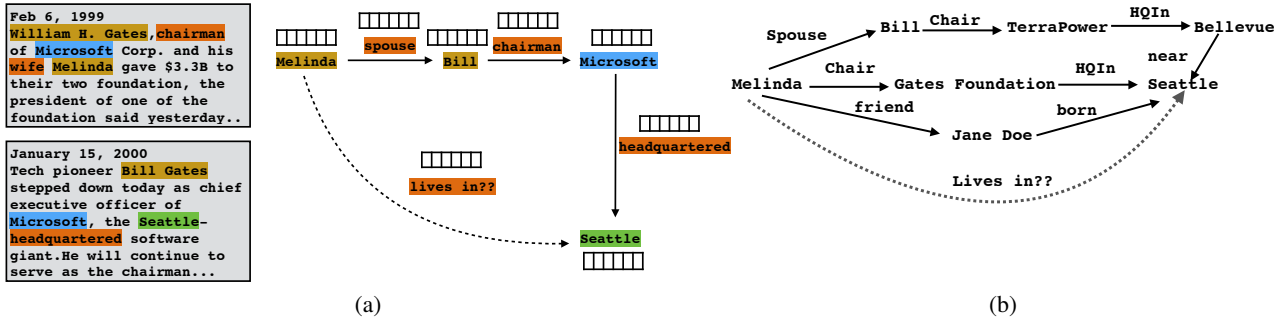 Feb 6, 1999
William H. Gates,chairman
of Microsoft Corp. and his
wife Melinda gave $3.3B to
their two foundation, the
president of one of the
foundation said yesterday..
January 15, 2000
Tech pioneer Bill Gates
stepped down today as chief
executive officer of
Microsoft, the Seattle-
headquartered software
giant.He will continue to
serve as the chairman...
spouse
chairman
Melinda
Bill
Microsoft
headquartered
lives in??
Seattle
(a)
Spouse
Bill
Chair
TerraPower
HQIn
Bellevue
near
Melinda
Chair
Gates Foundation
HQIn
Seattle
friend
Jane Doe
born
Lives in??
(b)